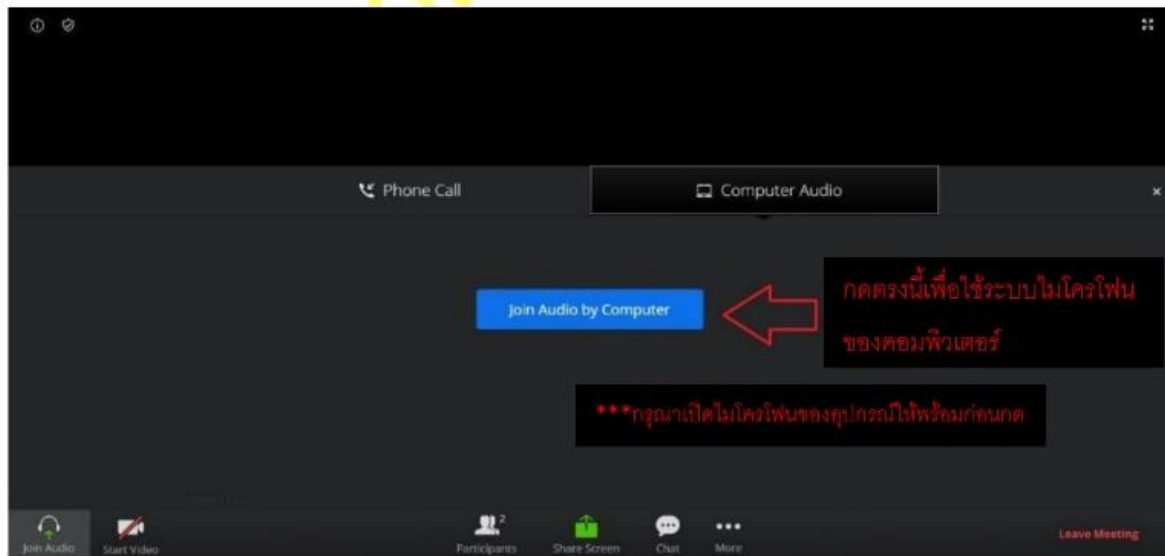 Phone Call
Computer Audio
Join Audio by Computer
กดตรงนี้เพื่อใช้ระบบไมโครโฟน
ของคอมพิวเตอร์
***กรุณาเปิดไมโครโฟนของอุปกรณ์ให้พร้อมก่อนกด
Join Audio
Start Video
Participants
2
Share Screen
Chat
More
Leave Meeting